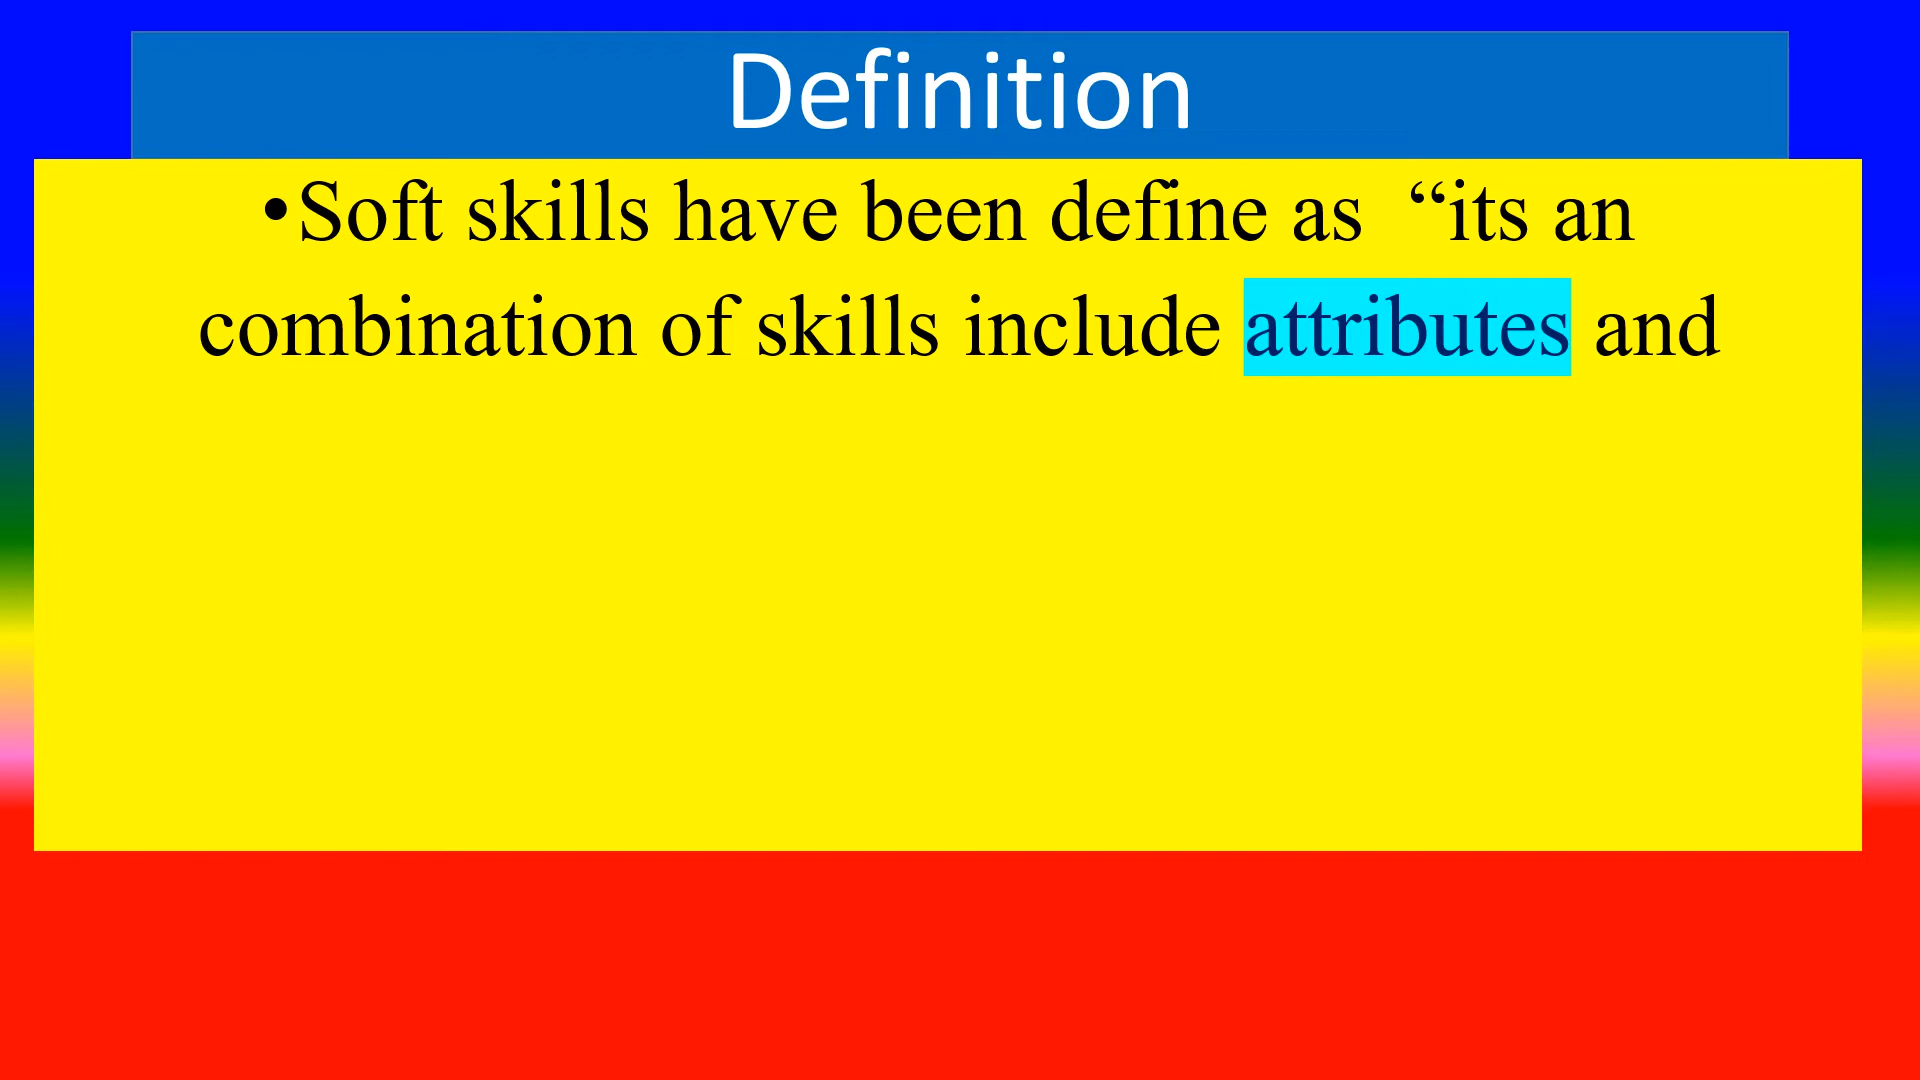 Definition
•Soft skills have been define as  “its an
combination of skills include attributes and